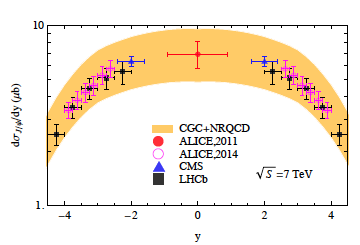 10
dσJ/ψ/dy (μb)
CGC+NRQCD
ALICE,2011
ALICE,2014
CMS
LHCb
√S =7 TeV
1.
-4 -2 0 2 4
y